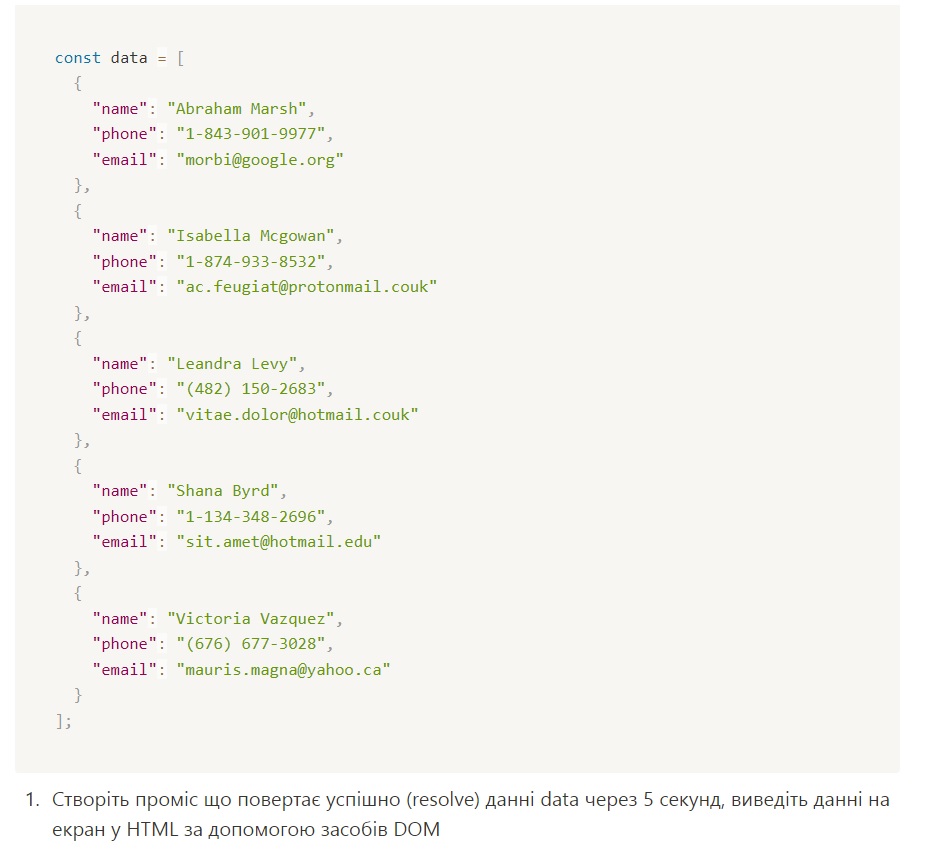 const data = [
{
"name": "Abraham Marsh",
"phone": "1-843-901-9977",
"email": "morbi@google.org"
},
{
"name": "Isabella Mcgowan",
"phone": "1-874-933-8532",
"email": "ac.feugiat@protonmail.couk"
},
{
"name": "Leandra Levy",
"phone": "(482) 150-2683",
"email": "vitae.dolor@hotmail.couk"
},
{
"name": "Shana Byrd",
"phone": "1-134-348-2696",
"email": "sit.amet@hotmail.edu"
},
{
"name": "Victoria Vazquez",
"phone": "(676) 677-3028",
"email": "mauris.magna@yahoo.ca"
}
];
1. Створіть проміс що повертає успішно (resolve) данні data через 5 секунд, виведіть данні на
екран у HTML за допомогою засобів DOM